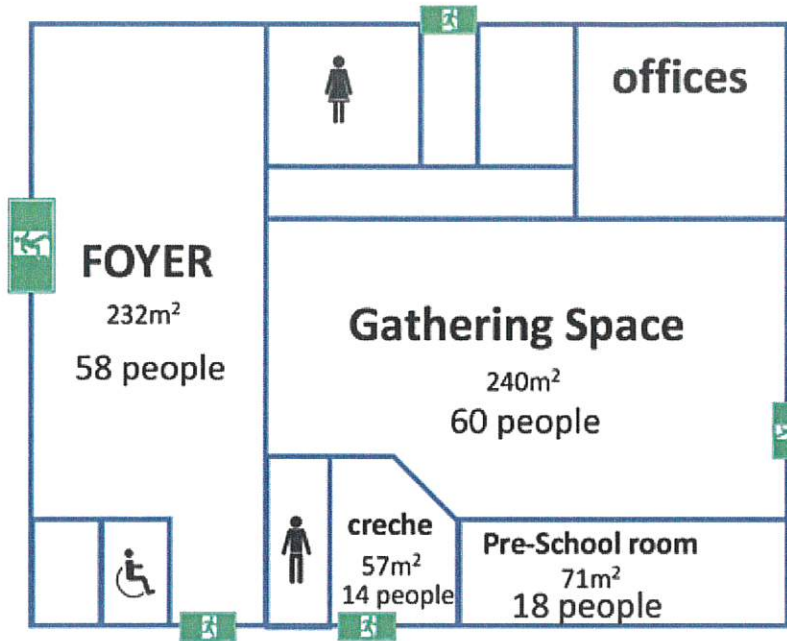 offices
FOYER
232m²
58 people
Gathering Space
240m²
60 people
creche
57m²
14 people
Pre-School room
71m²
18 people